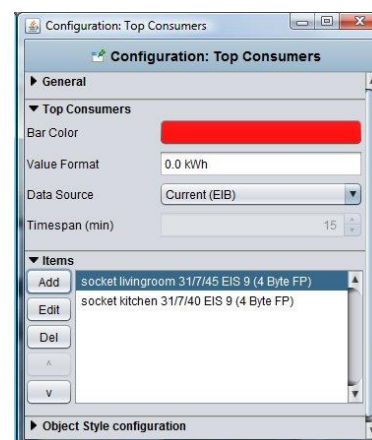 Configuration: Top Consumers
Configuration: Top Consumers
General
Top Consumers
Bar Color
Value Format 0.0 kWh
Data Source Current (EIB)
Timespan (min) 15
Items
Add socket livingroom 31/7/45 EIS 9 (4 Byte FP)
Edit socket kitchen 31/7/40 EIS 9 (4 Byte FP)
Del
^
v
Object Style configuration